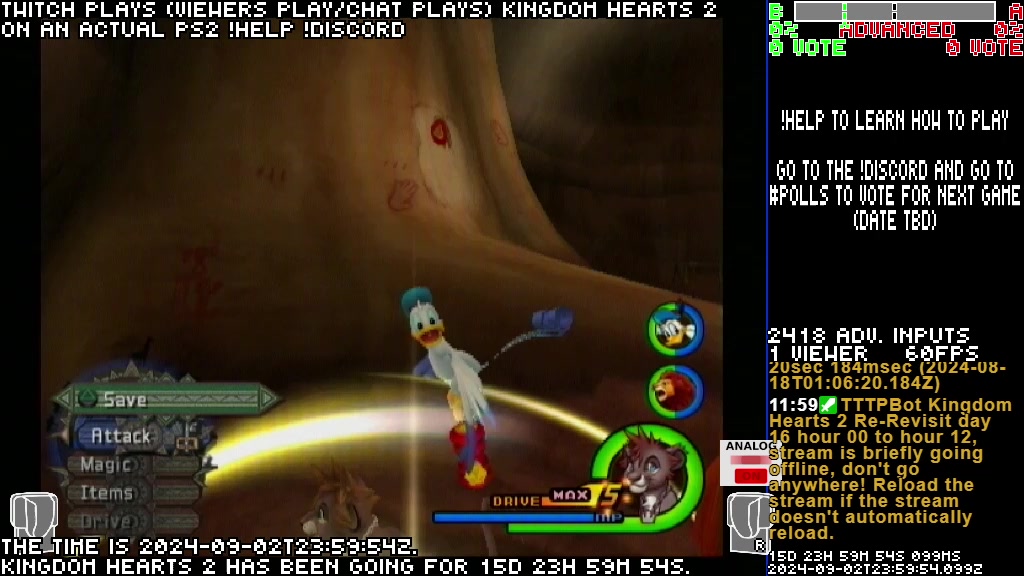 TWITCH PLAYS (VIEWERS PLAY/CHAT PLAYS) KINGDOM HEARTS 2
ON AN ACTUAL PS2 !HELP !DISCORD
B
A
0%
ADVANCED
0%
0 VOTE
0 VOTE
!HELP TO LEARN HOW TO PLAY
GO TO THE !DISCORD AND GO TO
#POLLS TO VOTE FOR NEXT GAME
(DATE TBD)
2418 ADV. INPUTS
1 VIEWER 60FPS
20sec 184msec (2024-08-
18T01:06:20.184Z)
11:59 TTTPBot Kingdom
Hearts 2 Re-Revisit day
16 hour 00 to hour 12,
stream is briefly going
offline, don't go
anywhere! Reload the
stream if the stream
doesn't automatically
reload.
15D 23H 59M 54S 099MS
2024-09-02T23:59:54.099Z
Save
Attack
Magic
Items
Drive
DRIVE MAX 5
MP
ANALOG
R
THE TIME IS 2024-09-02T23:59:54Z.
KINGDOM HEARTS 2 HAS BEEN GOING FOR 15D 23H 59M 54S.